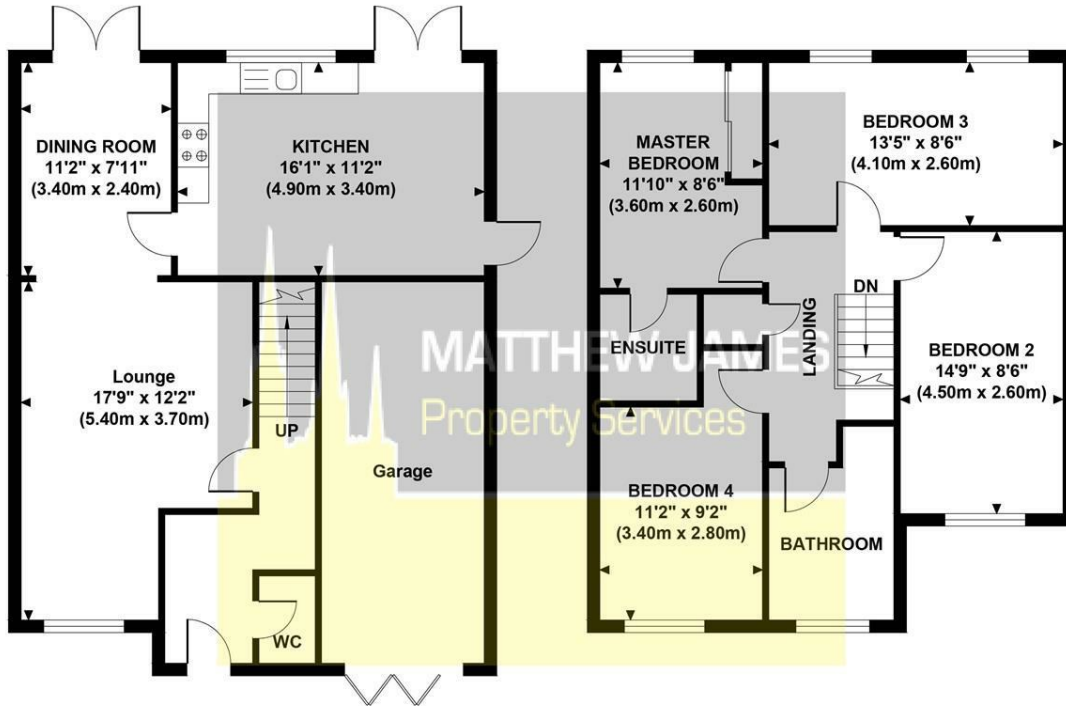 DINING ROOM
11'2" x 7'11"
(3.40m x 2.40m)
KITCHEN
16'1" x 11'2"
(4.90m x 3.40m)
Lounge
17'9" x 12'2"
(5.40m x 3.70m)
UP
Garage
WC
MASTER
BEDROOM
11'10" x 8'6"
(3.60m x 2.60m)
BEDROOM 3
13'5" x 8'6"
(4.10m x 2.60m)
ENSUITE
LANDING
DN
BEDROOM 2
14'9" x 8'6"
(4.50m x 2.60m)
BEDROOM 4
11'2" x 9'2"
(3.40m x 2.80m)
BATHROOM
MATTHEW JAMES
Property Services